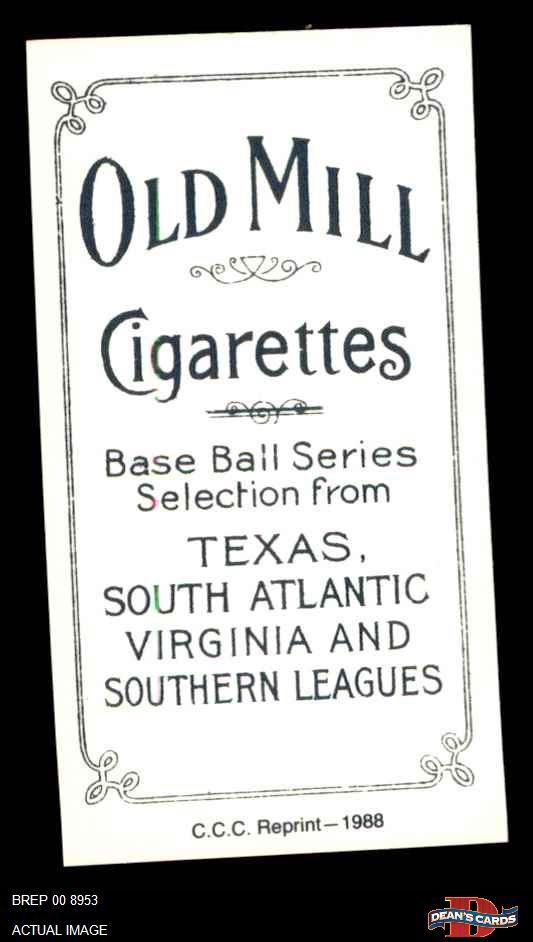 OLD MILL
Cigarettes
Base Ball Series
Selection from
TEXAS,
SOUTH ATLANTIC
VIRGINIA AND
SOUTHERN LEAGUES
C.C.C. Reprint—1988
BREP 00 8953
ACTUAL IMAGE
D
DEAN'S CARDS